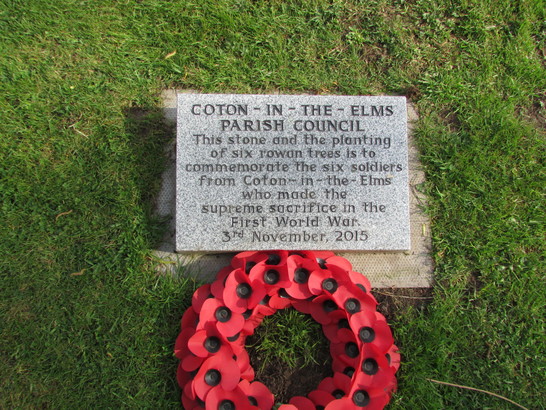 COTON-IN-THE-ELMS
PARISH COUNCIL
This stone and the planting
of six rowan trees is to
commemorate the six soldiers
from Coton-in-the-Elms
who made the
supreme sacrifice in the
First World War.
3rd November, 2015